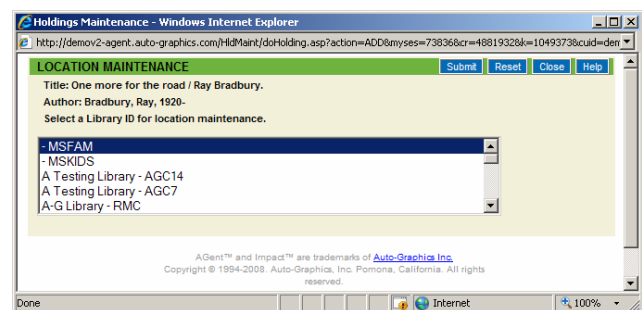 Holdings Maintenance - Windows Internet Explorer
http://demov2-agent.auto-graphics.com/HldMaint/doHolding.asp?action=ADD&myses=73836&cr=48819328&k=1049373&cuid=den
LOCATION MAINTENANCE Submit Reset Close Help
Title: One more for the road / Ray Bradbury.
Author: Bradbury, Ray, 1920-
Select a Library ID for location maintenance.
- MSFAM
- MSKIDS
A Testing Library - AGC14
A Testing Library - AGC7
A-G Library - RMC
AGent™ and Impact™ are trademarks of Auto-Graphics Inc.
Copyright © 1994-2008. Auto-Graphics, Inc. Pomona, California. All rights
reserved.
Done Internet 100%